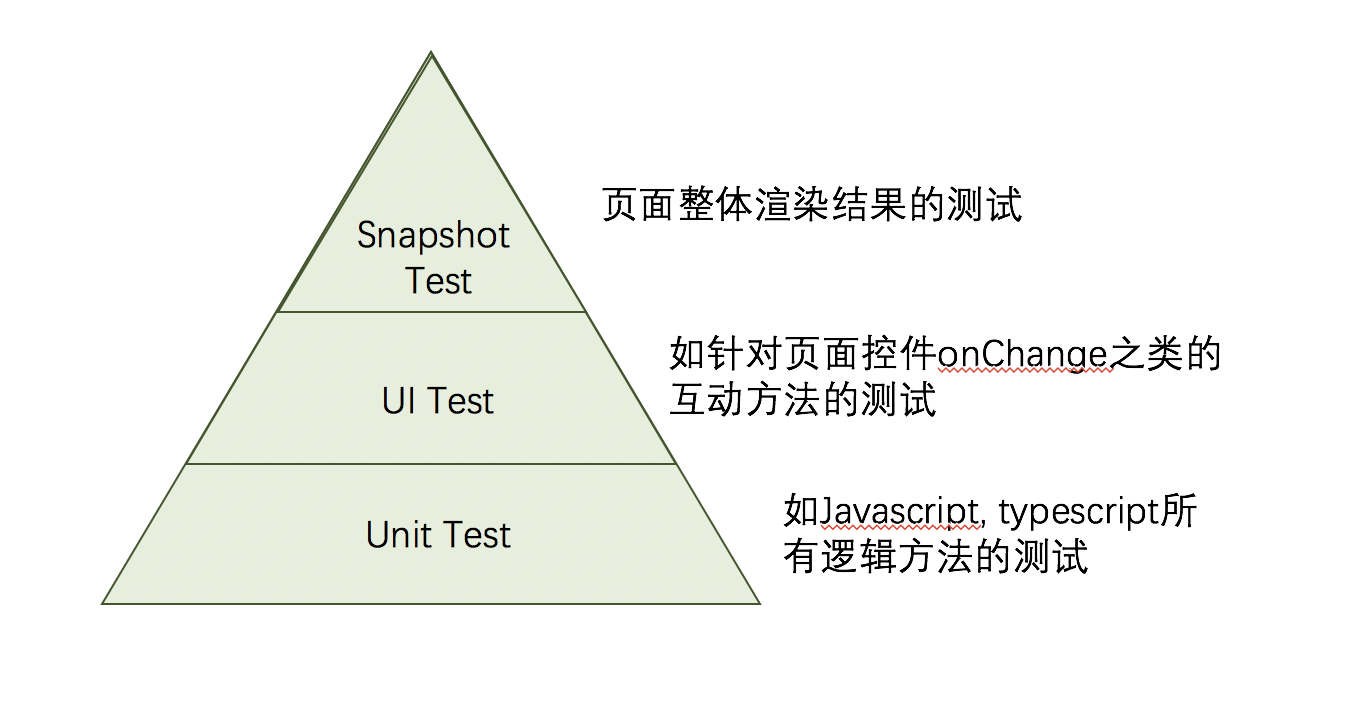 页面整体渲染结果的测试
Snapshot
Test
如针对页面控件onChange之类的
互动方法的测试
UI Test
如Javascript, typescript所
有逻辑方法的测试
Unit Test